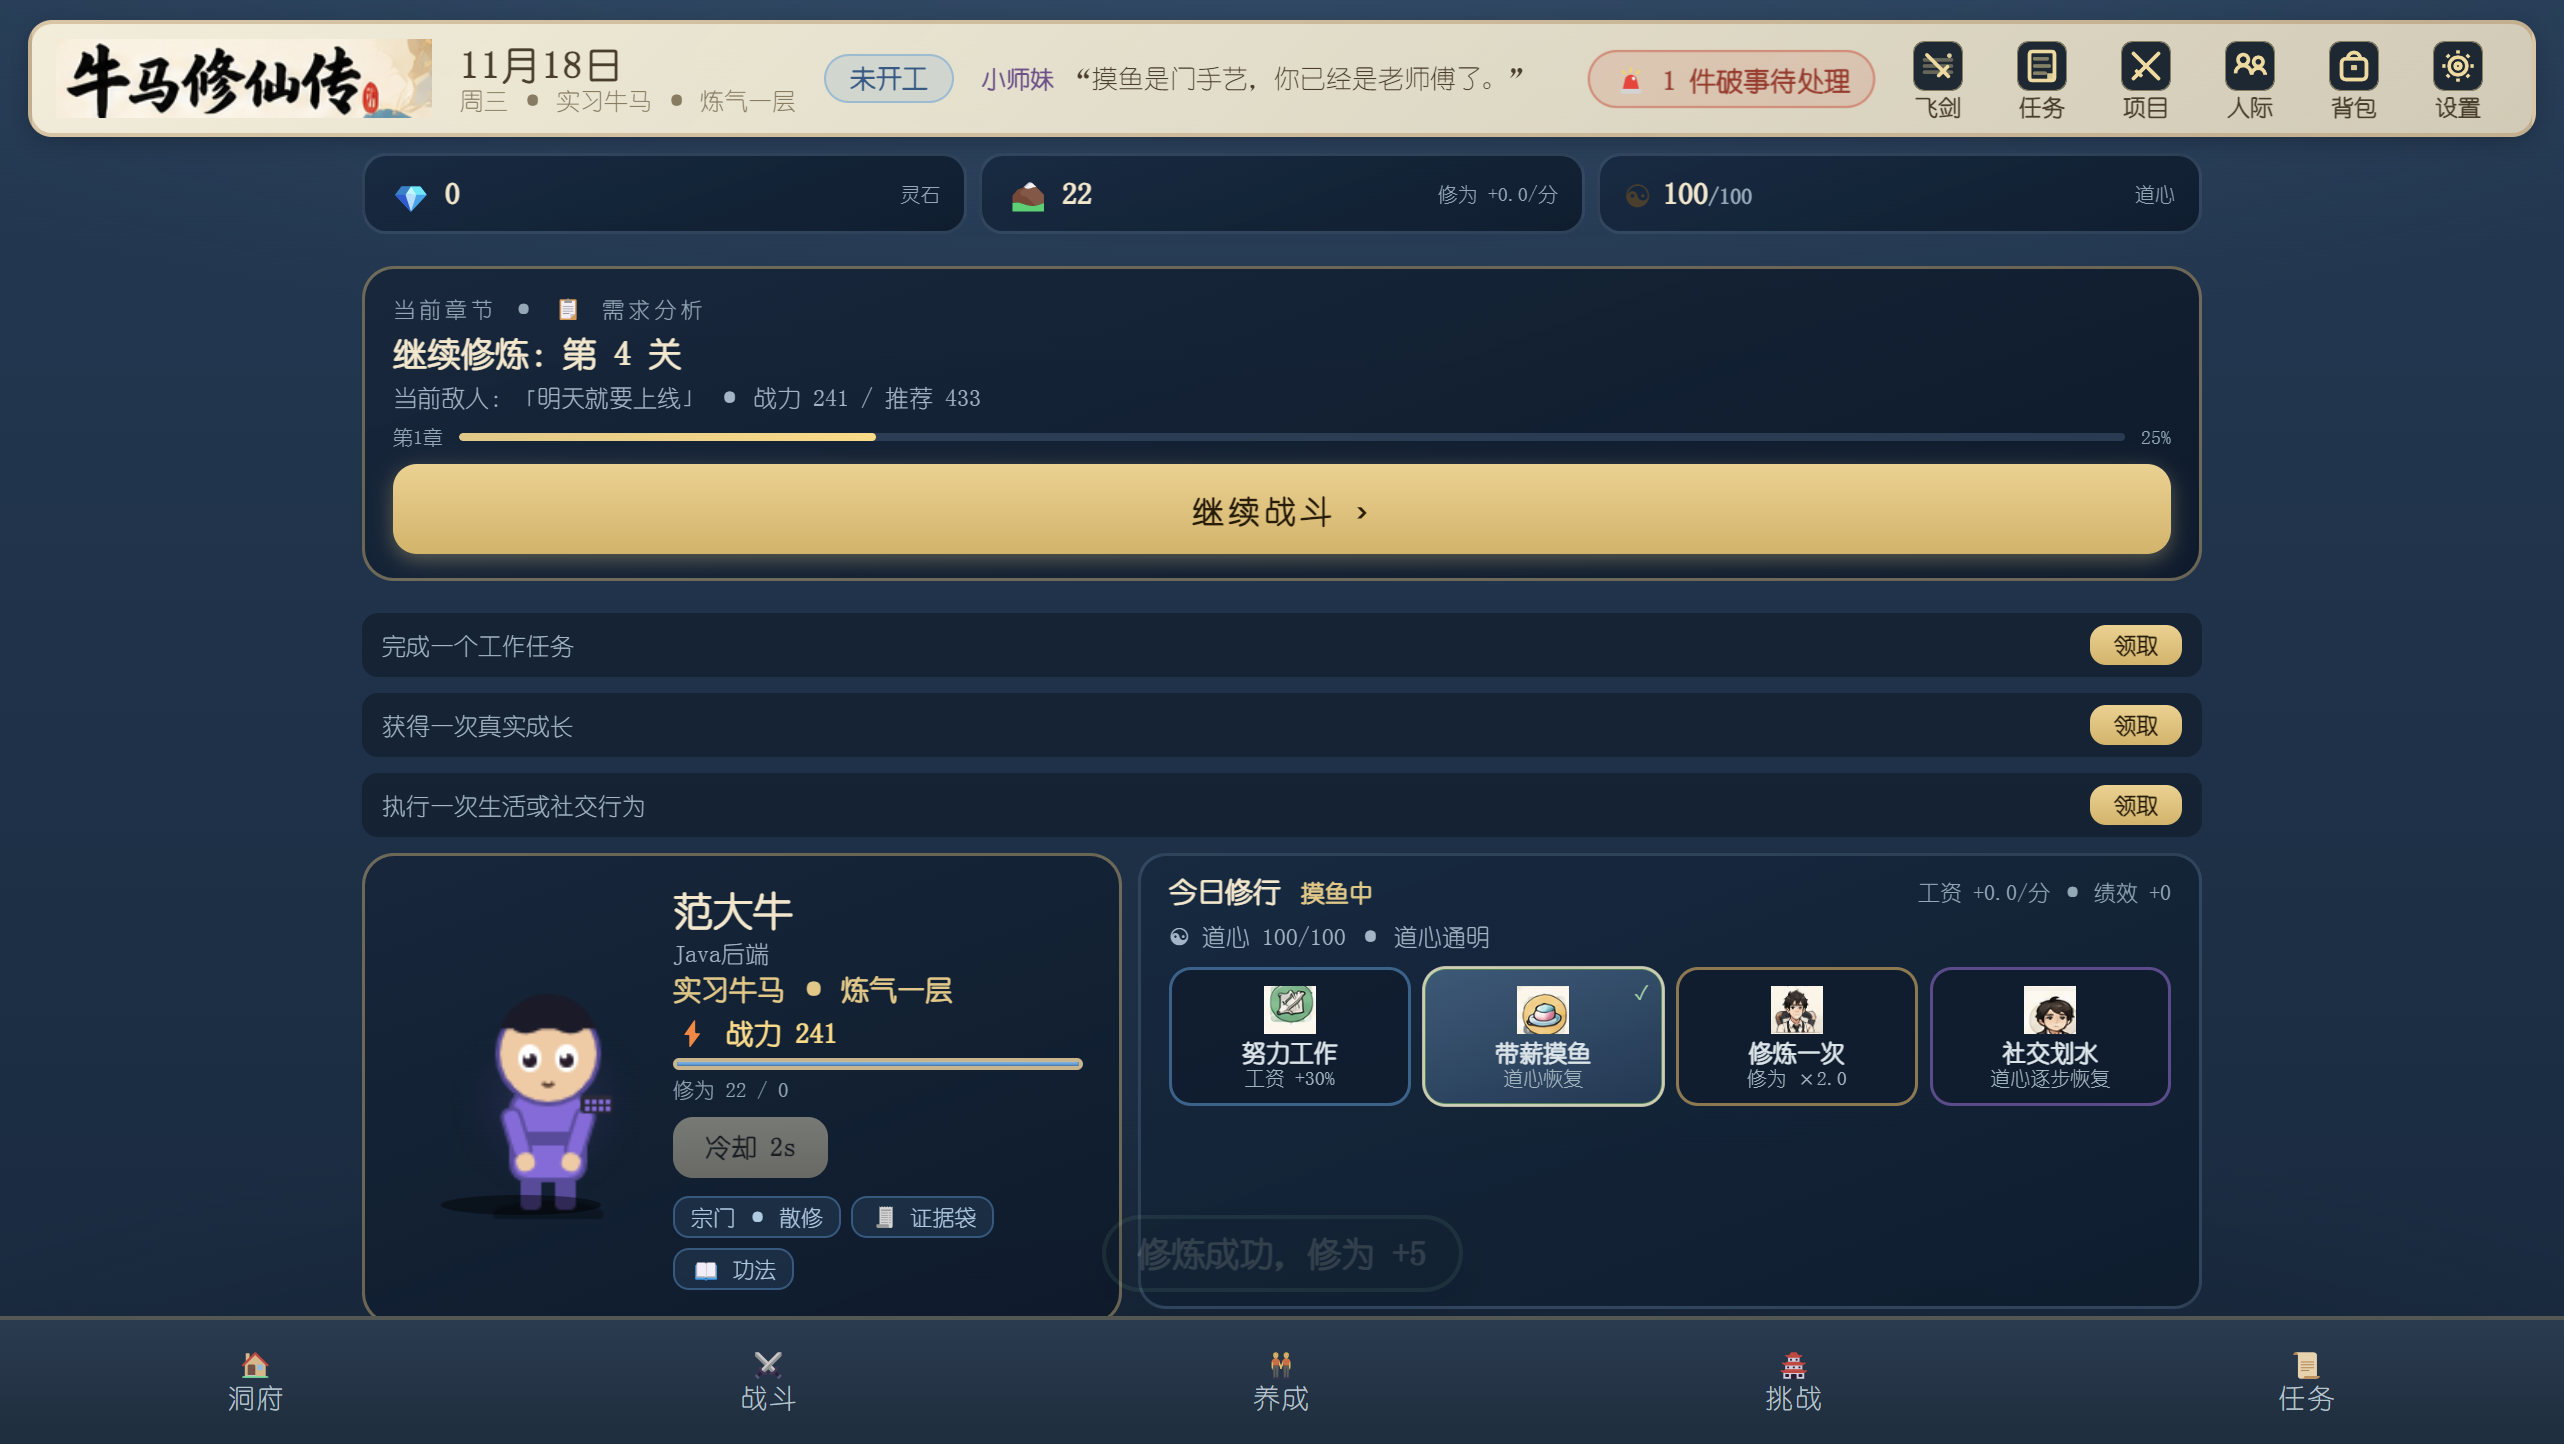 牛马修仙传
11月18日
周三 • 实习牛马 • 炼气一层
未开工
小师妹 “摸鱼是门手艺，你已经是老师傅了。”
1 件破事待处理
飞剑
任务
项目
人际
背包
设置
0 灵石
22 修为 +0.0/分
100/100 道心
当前章节 • 需求分析
继续修炼：第 4 关
当前敌人：「明天就要上线」 • 战力 241 / 推荐 433
第1章 25%
继续战斗 ›
完成一个工作任务 领取
获得一次真实成长 领取
执行一次生活或社交行为 领取
范大牛
Java后端
实习牛马 • 炼气一层
战力 241
修为 22 / 0
冷却 2s
宗门 • 散修
证据袋
功法
今日修行 摸鱼中 工资 +0.0/分 • 绩效 +0
道心 100/100 • 道心通明
努力工作
工资 +30%
带薪摸鱼
道心恢复
修炼一次
修为 ×2.0
社交划水
道心逐步恢复
修炼成功，修为 +5
洞府
战斗
养成
挑战
任务